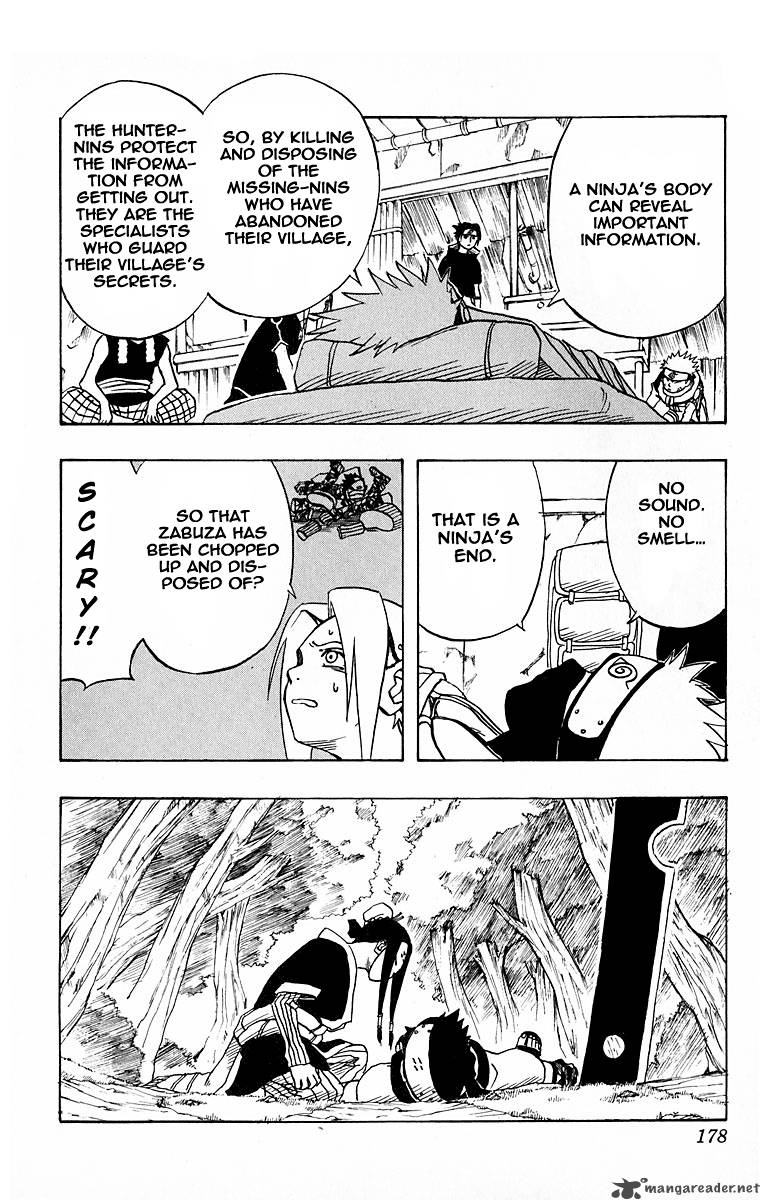 A NINJA'S BODY
CAN REVEAL
IMPORTANT
INFORMATION.
SO, BY KILLING
AND DISPOSING
OF THE
MISSING-NINS
WHO HAVE
ABANDONED
THEIR VILLAGE,
THE HUNTER-
NINS PROTECT
THE INFORMA-
TION FROM
GETTING OUT.
THEY ARE THE
SPECIALISTS
WHO GUARD
THEIR VILLAGE'S
SECRETS.
NO
SOUND.
NO
SMELL...
THAT IS A
NINJA'S
END.
SO THAT
ZABUZA HAS
BEEN CHOPPED
UP AND DIS-
POSED OF?
SCARY!!
178
mangareader.net